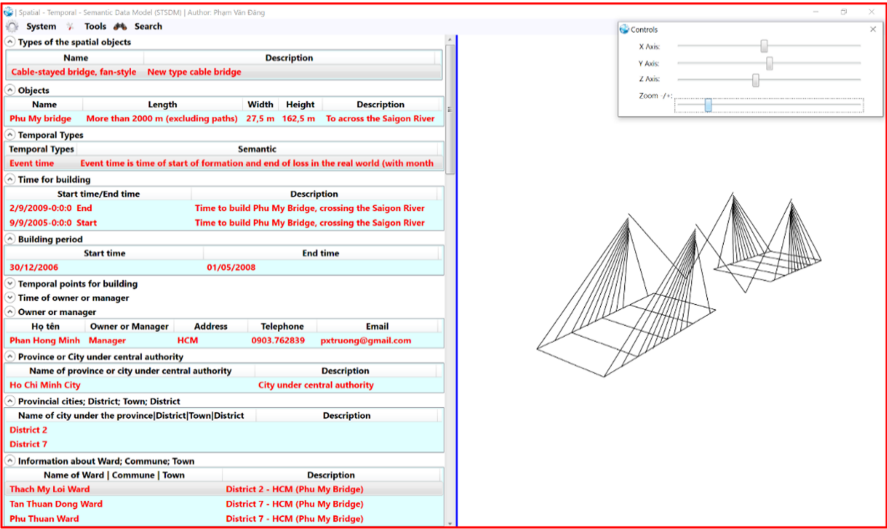 | Spatial - Temporal - Semantic Data Model (STSDM) | Author: Phạm Văn Đăng
System Tools Search
Types of the spatial objects
Name Description
Cable-stayed bridge, fan-style New type cable bridge
Objects
Name Length Width Height Description
Phu My bridge More than 2000 m (excluding paths) 27,5 m 162,5 m To across the Saigon River
Temporal Types
Temporal Types Semantic
Event time Event time is time of start of formation and end of loss in the real world (with month
Time for building
Start time/End time Description
2/9/2009-0:0:0 End Time to build Phu My Bridge, crossing the Saigon River
9/9/2005-0:0:0 Start Time to build Phu My Bridge, crossing the Saigon River
Building period
Start time End time
30/12/2006 01/05/2008
Temporal points for building
Time of owner or manager
Owner or manager
Họ tên Owner or Manager Address Telephone Email
Phan Hong Minh Manager HCM 0903.762839 pxtruong@gmail.com
Province or City under central authority
Name of province or city under central authority Description
Ho Chi Minh City City under central authority
Provincial cities; District; Town; District
Name of city under the province|District|Town|District Description
District 2
District 7
Information about Ward; Commune; Town
Name of Ward | Commune | Town Description
Thach My Loi Ward District 2 - HCM (Phu My Bridge)
Tan Thuan Dong Ward District 7 - HCM (Phu My Bridge)
Phu Thuan Ward District 7 - HCM (Phu My Bridge)
Controls
X Axis:
Y Axis:
Z Axis:
Zoom -/+: